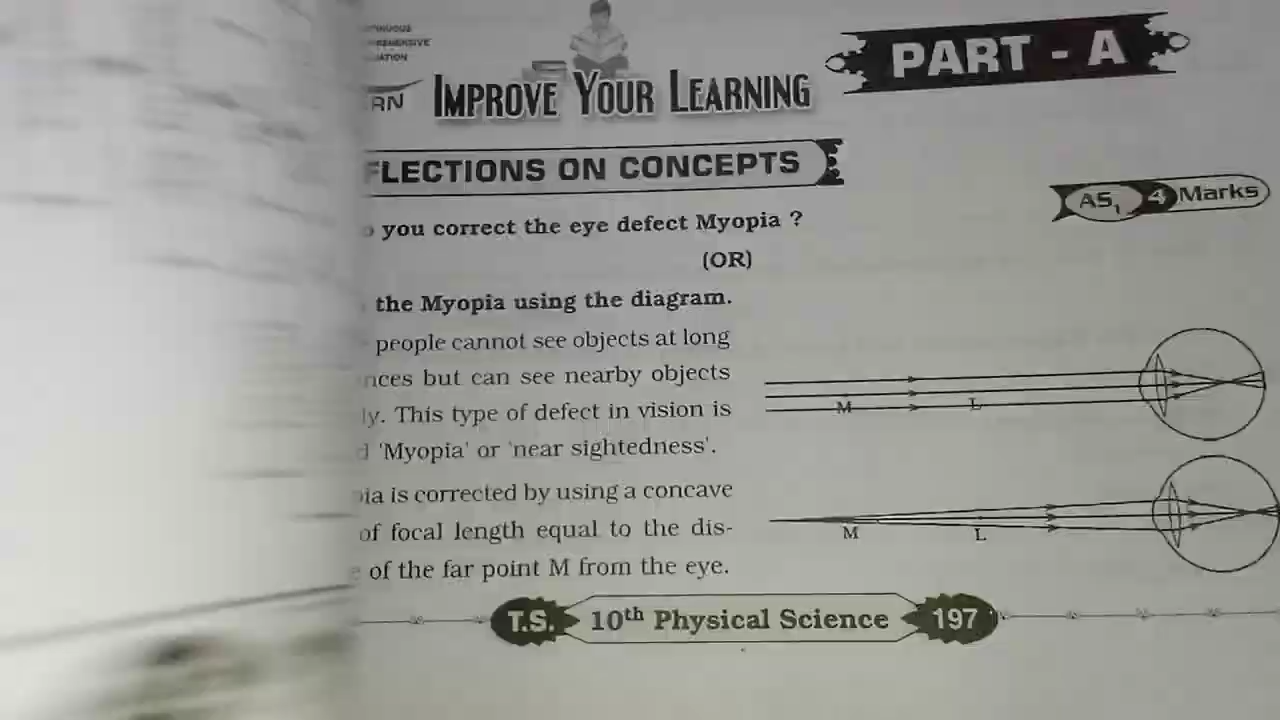 IMPROVE YOUR LEARNING
PART - A
FLECTIONS ON CONCEPTS
AS1 4 Marks
you correct the eye defect Myopia ?
(OR)
the Myopia using the diagram.
people cannot see objects at long
nces but can see nearby objects
ly. This type of defect in vision is
'Myopia' or 'near sightedness'.
M L
ia is corrected by using a concave
of focal length equal to the dis-
of the far point M from the eye.
M L
T.S. 10th Physical Science 197